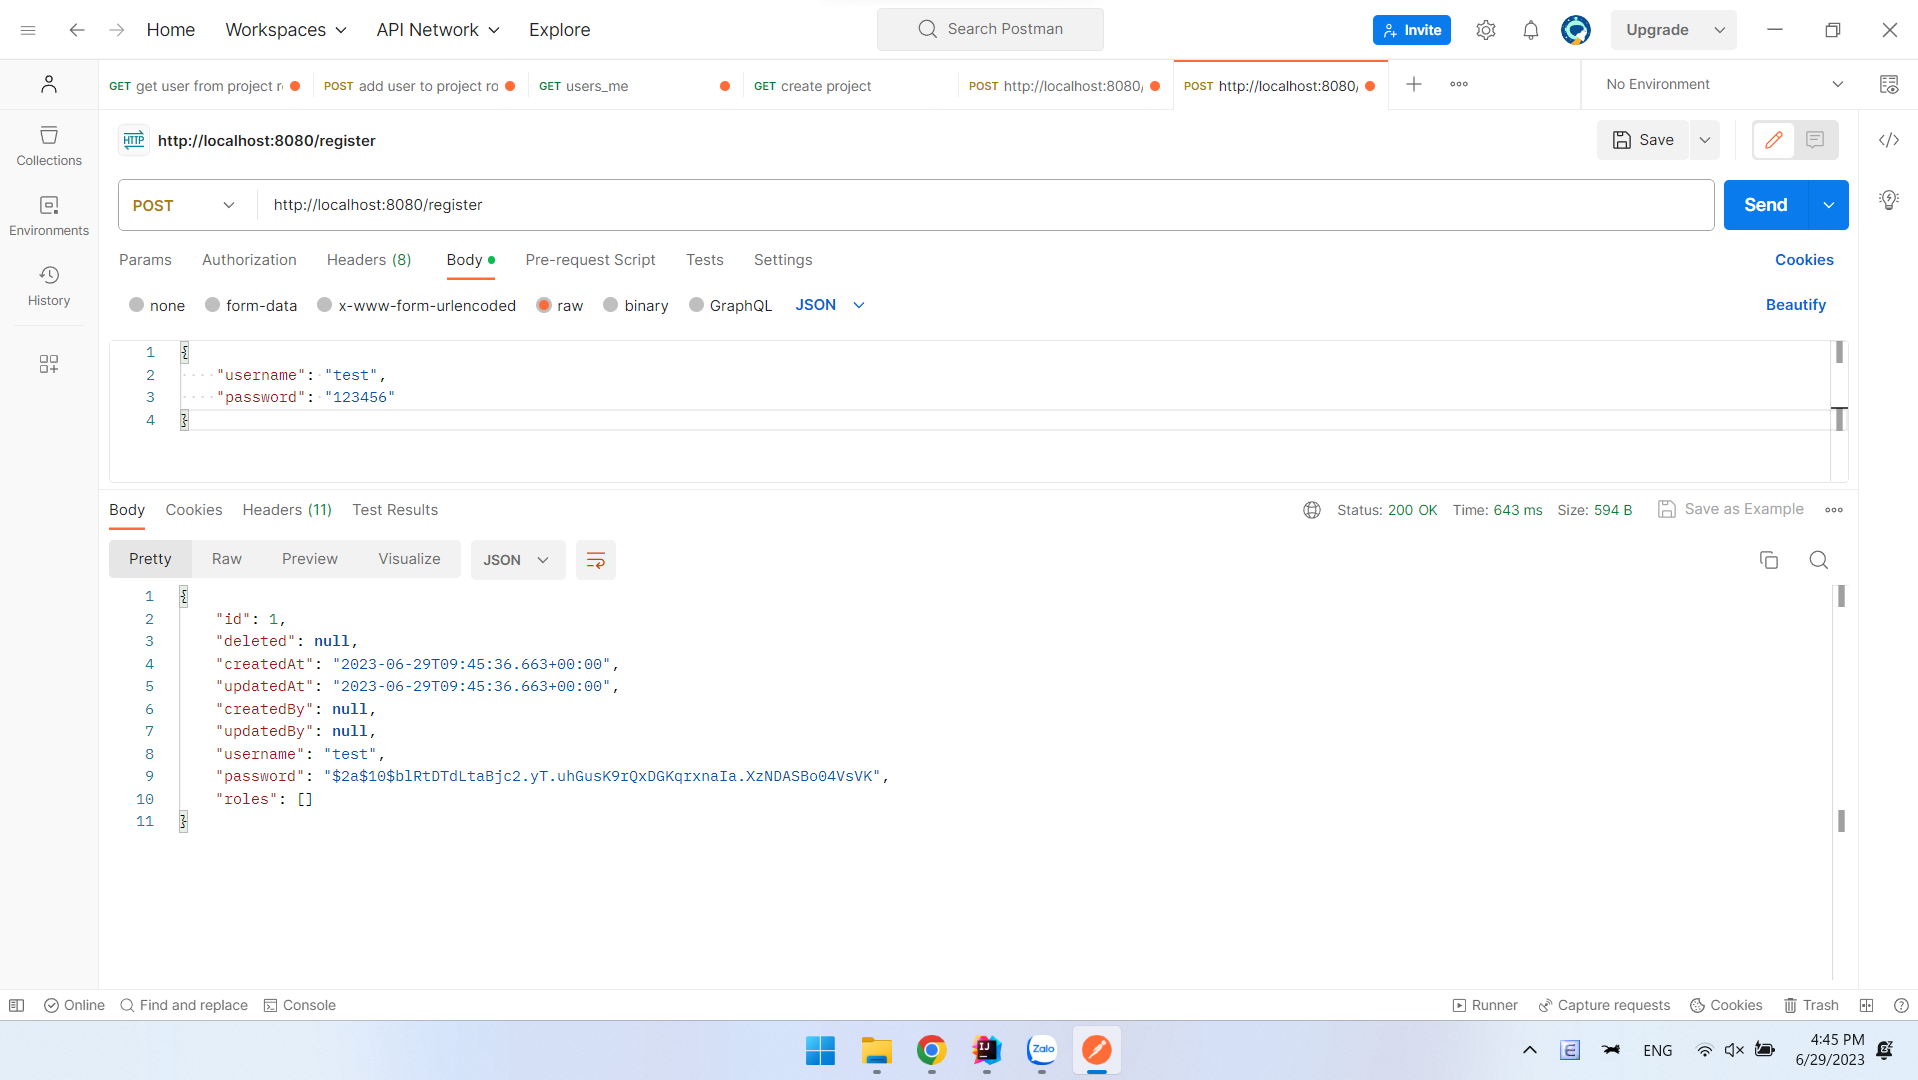 Home Workspaces API Network Explore Search Postman Invite Upgrade
GET get user from project r POST add user to project ro GET users_me GET create project POST http://localhost:8080/ POST http://localhost:8080/ No Environment
HTTP http://localhost:8080/register Save
Collections
POST http://localhost:8080/register Send
Environments
Params Authorization Headers (8) Body Pre-request Script Tests Settings Cookies
History
none form-data x-www-form-urlencoded raw binary GraphQL JSON Beautify
1 {
2 "username": "test",
3 "password": "123456"
4 }
Body Cookies Headers (11) Test Results Status: 200 OK Time: 643 ms Size: 594 B Save as Example
Pretty Raw Preview Visualize JSON
1 {
2 "id": 1,
3 "deleted": null,
4 "createdAt": "2023-06-29T09:45:36.663+00:00",
5 "updatedAt": "2023-06-29T09:45:36.663+00:00",
6 "createdBy": null,
7 "updatedBy": null,
8 "username": "test",
9 "password": "$2a$10$blRtDTdLtaBjc2.yT.uhGusK9rQxDGKqrxnaIa.XzNDASBo04VsVK",
10 "roles": []
11 }
Online Find and replace Console Runner Capture requests Cookies Trash
IJ Zalo E ENG 4:45 PM
6/29/2023